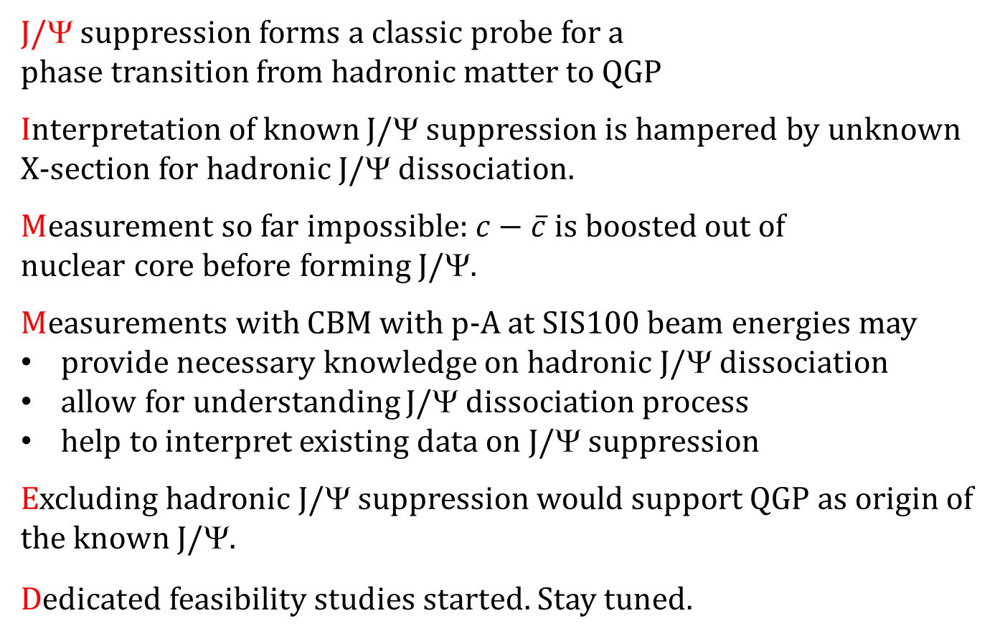 J/Ψ suppression forms a classic probe for a
phase transition from hadronic matter to QGP
Interpretation of known J/Ψ suppression is hampered by unknown
X-section for hadronic J/Ψ dissociation.
Measurement so far impossible: c − c̄ is boosted out of
nuclear core before forming J/Ψ.
Measurements with CBM with p-A at SIS100 beam energies may
• provide necessary knowledge on hadronic J/Ψ dissociation
• allow for understanding J/Ψ dissociation process
• help to interpret existing data on J/Ψ suppression
Excluding hadronic J/Ψ suppression would support QGP as origin of
the known J/Ψ.
Dedicated feasibility studies started. Stay tuned.